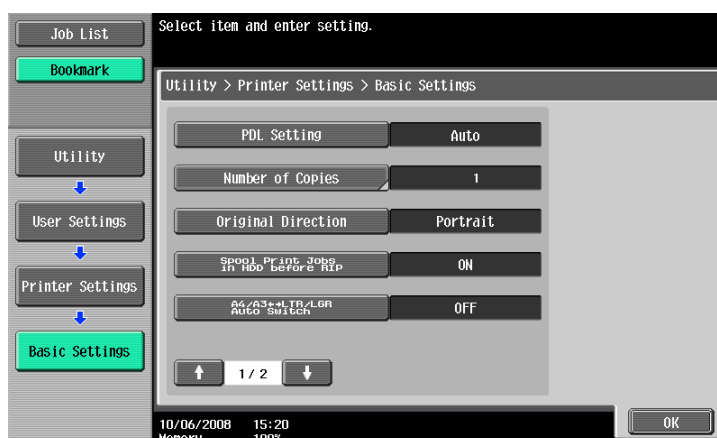 Job List
Bookmark
Utility
User Settings
Printer Settings
Basic Settings
Select item and enter setting.
Utility > Printer Settings > Basic Settings
PDL Setting
Auto
Number of Copies
1
Original Direction
Portrait
Spool Print Jobs
in HDD before RIP
ON
A4/A3↔LTR/LGR
Auto Switch
OFF
1/ 2
10/06/2008 15:20
Memory 100%
OK